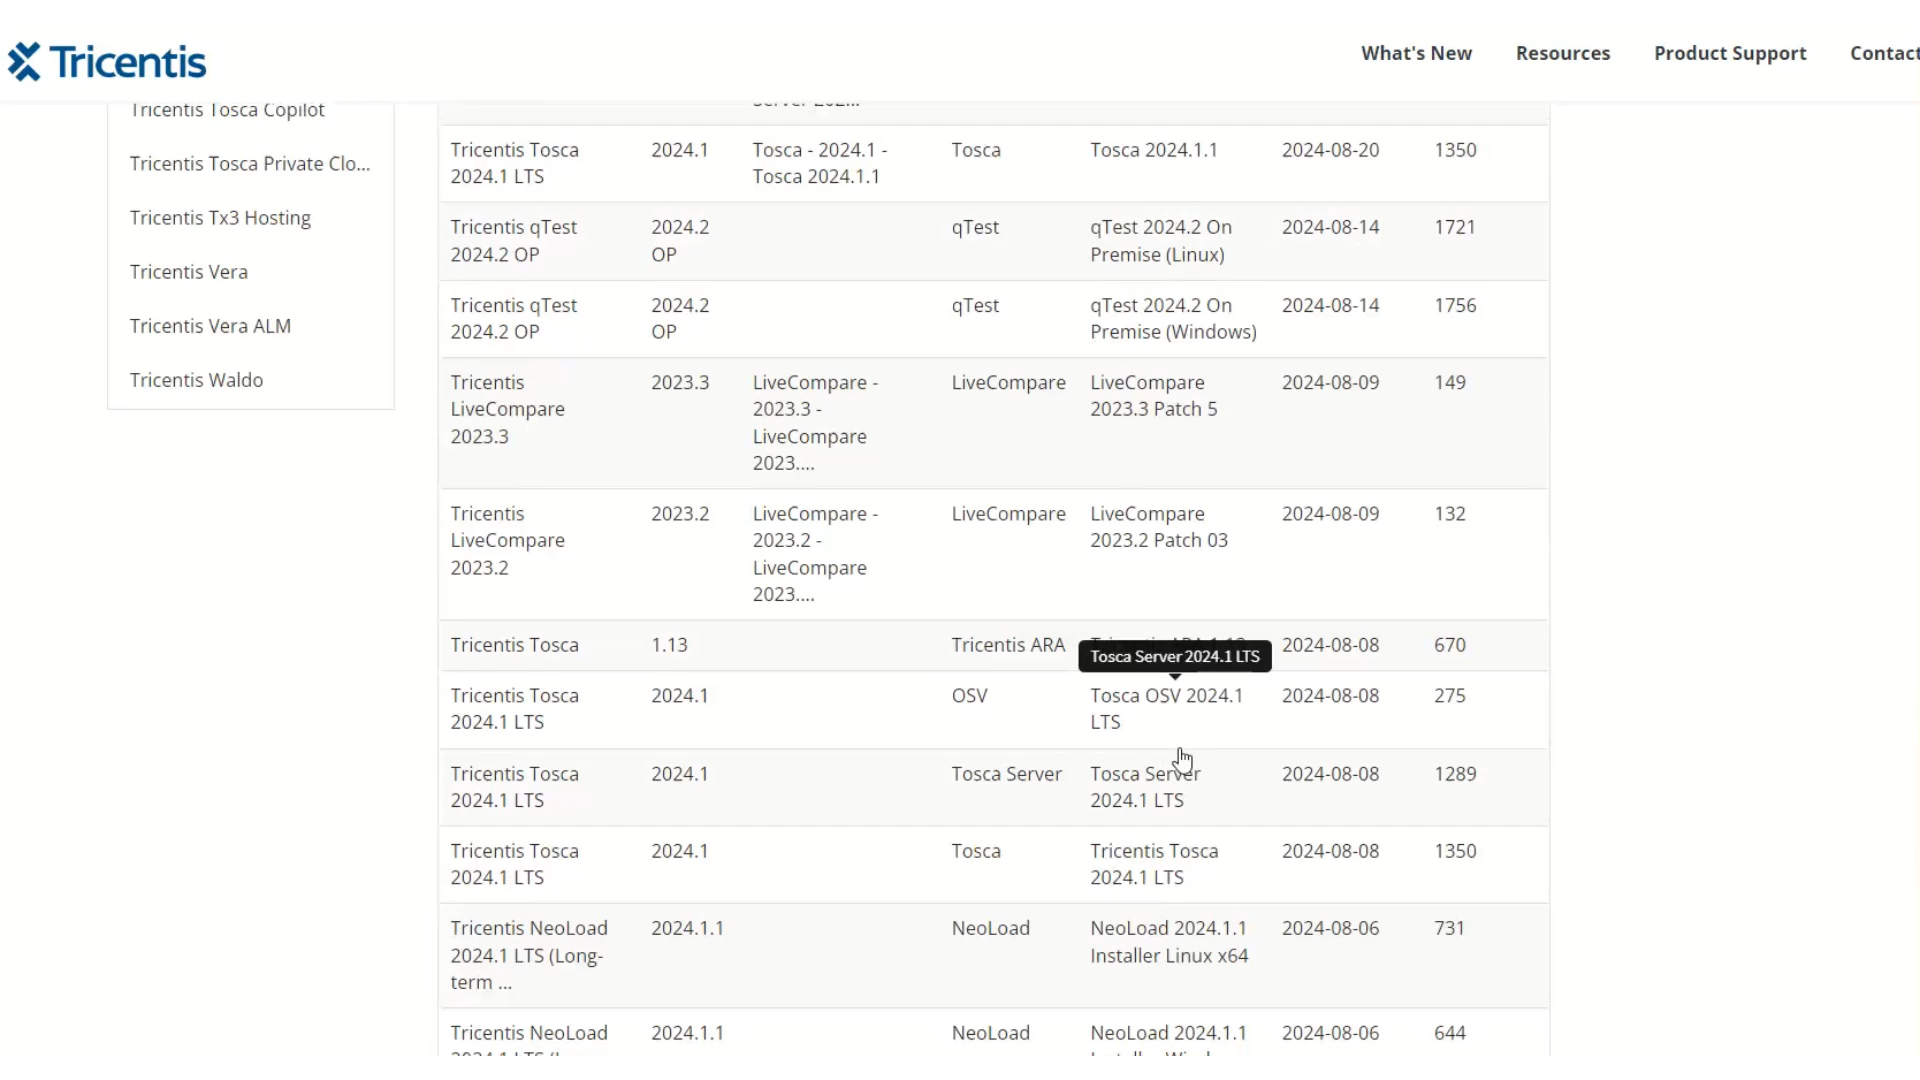 Tricentis
What's New
Resources
Product Support
Contact
Tricentis Tosca Copilot
Tricentis Tosca Private Clo...
Tricentis Tx3 Hosting
Tricentis Vera
Tricentis Vera ALM
Tricentis Waldo
Tricentis Tosca 2024.1 Tosca - 2024.1 - Tosca Tosca 2024.1.1 2024-08-20 1350
2024.1 LTS Tosca 2024.1.1
Tricentis qTest 2024.2 qTest qTest 2024.2 On 2024-08-14 1721
2024.2 OP OP Premise (Linux)
Tricentis qTest 2024.2 qTest qTest 2024.2 On 2024-08-14 1756
2024.2 OP OP Premise (Windows)
Tricentis 2023.3 LiveCompare - LiveCompare LiveCompare 2024-08-09 149
LiveCompare 2023.3 - 2023.3 Patch 5
2023.3 LiveCompare
2023....
Tricentis 2023.2 LiveCompare - LiveCompare LiveCompare 2024-08-09 132
LiveCompare 2023.2 - 2023.2 Patch 03
2023.2 LiveCompare
2023....
Tricentis Tosca 1.13 Tricentis ARA 2024-08-08 670
Tosca Server 2024.1 LTS
Tricentis Tosca 2024.1 OSV Tosca OSV 2024.1 2024-08-08 275
2024.1 LTS LTS
Tricentis Tosca 2024.1 Tosca Server Tosca Server 2024-08-08 1289
2024.1 LTS 2024.1 LTS
Tricentis Tosca 2024.1 Tosca Tricentis Tosca 2024-08-08 1350
2024.1 LTS 2024.1 LTS
Tricentis NeoLoad 2024.1.1 NeoLoad NeoLoad 2024.1.1 2024-08-06 731
2024.1 LTS (Long- Installer Linux x64
term ...
Tricentis NeoLoad 2024.1.1 NeoLoad NeoLoad 2024.1.1 2024-08-06 644